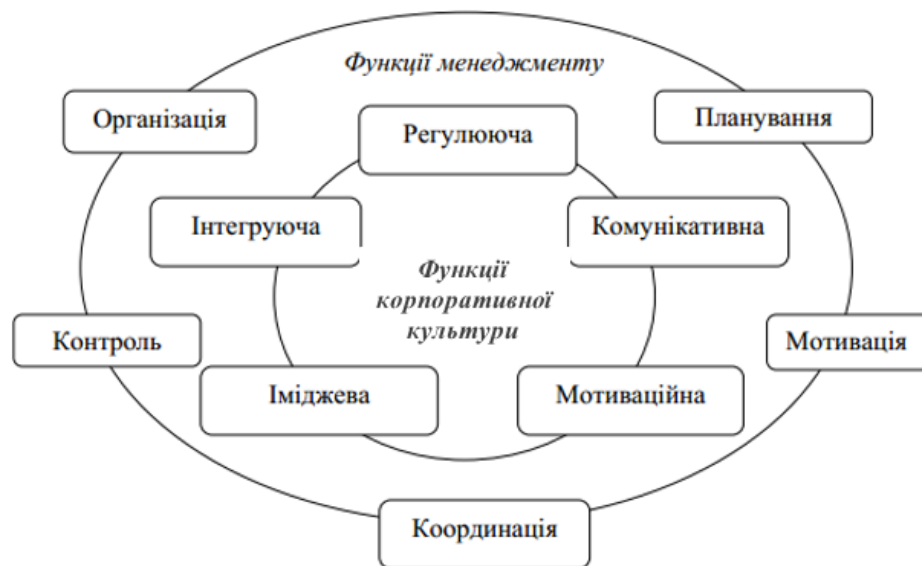 Функції менеджменту
Організація
Планування
Регулююча
Інтегруюча
Комунікативна
Функції
корпоративної
культури
Контроль
Мотивація
Іміджева
Мотиваційна
Координація